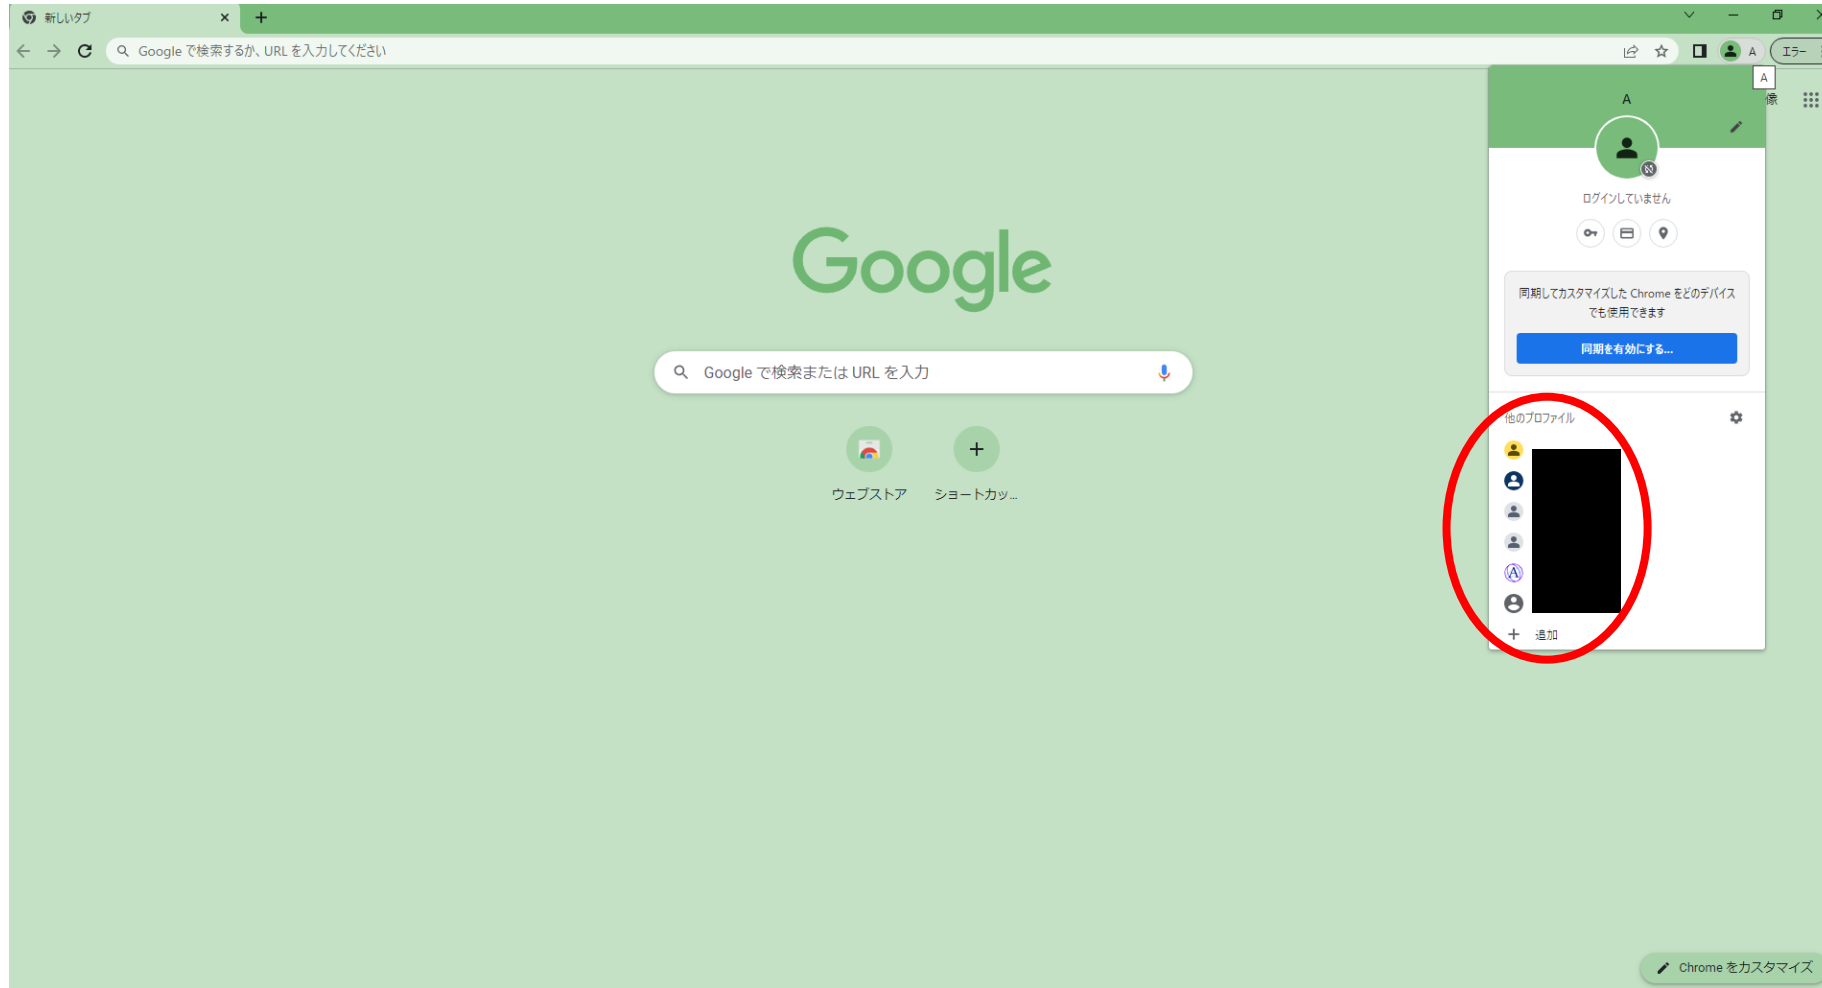 新しいタブ
Google で検索するか、URL を入力してください
A
エラー
A
A
像
ログインしていません
Google
同期してカスタマイズした Chrome をどのデバイス
でも使用できます
同期を有効にする...
Google で検索または URL を入力
他のプロファイル
ウェブストア
ショートカッ...
A
追加
Chrome をカスタマイズ